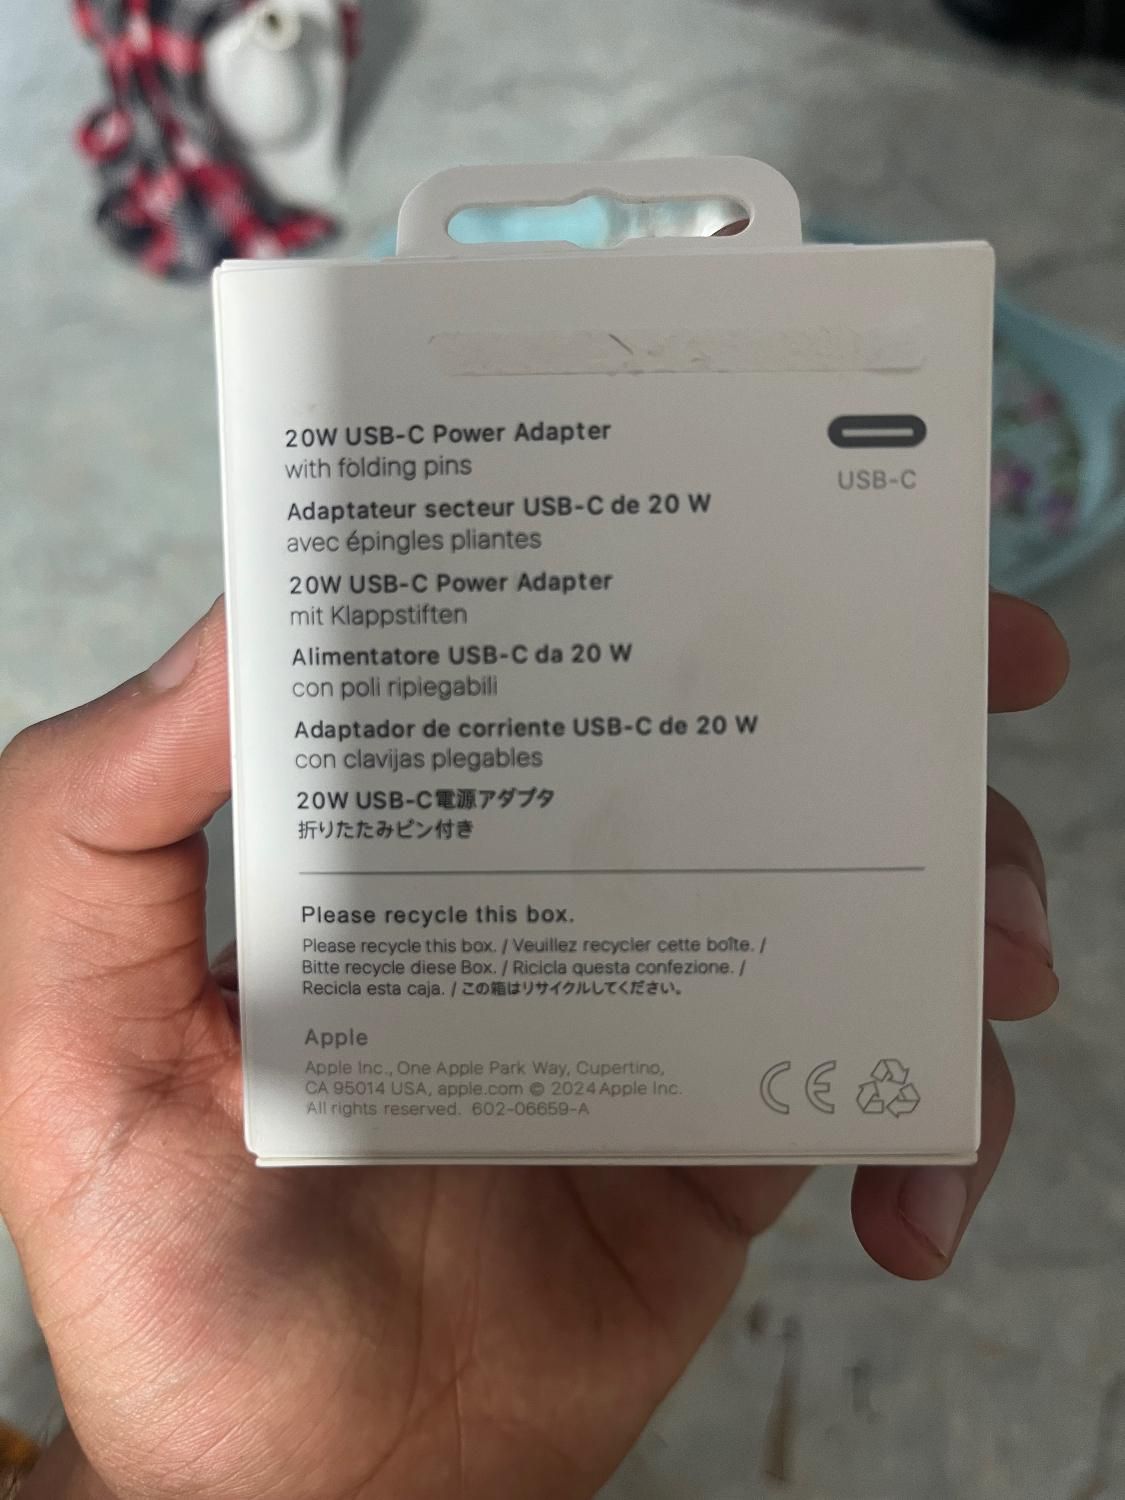 20W USB-C Power Adapter
with folding pins
USB-C
Adaptateur secteur USB-C de 20 W
avec épingles pliantes
20W USB-C Power Adapter
mit Klappstiften
Alimentatore USB-C da 20 W
con poli ripiegabili
Adaptador de corriente USB-C de 20 W
con clavijas plegables
20W USB-C電源アダプタ
折りたたみピン付き
Please recycle this box.
Please recycle this box. / Veuillez recycler cette boîte. /
Bitte recycle diese Box. / Ricicla questa confezione. /
Recicla esta caja. / この箱はリサイクルしてください。
Apple
Apple Inc., One Apple Park Way, Cupertino,
CA 95014 USA, apple.com © 2024 Apple Inc.
All rights reserved. 602-06659-A
CE